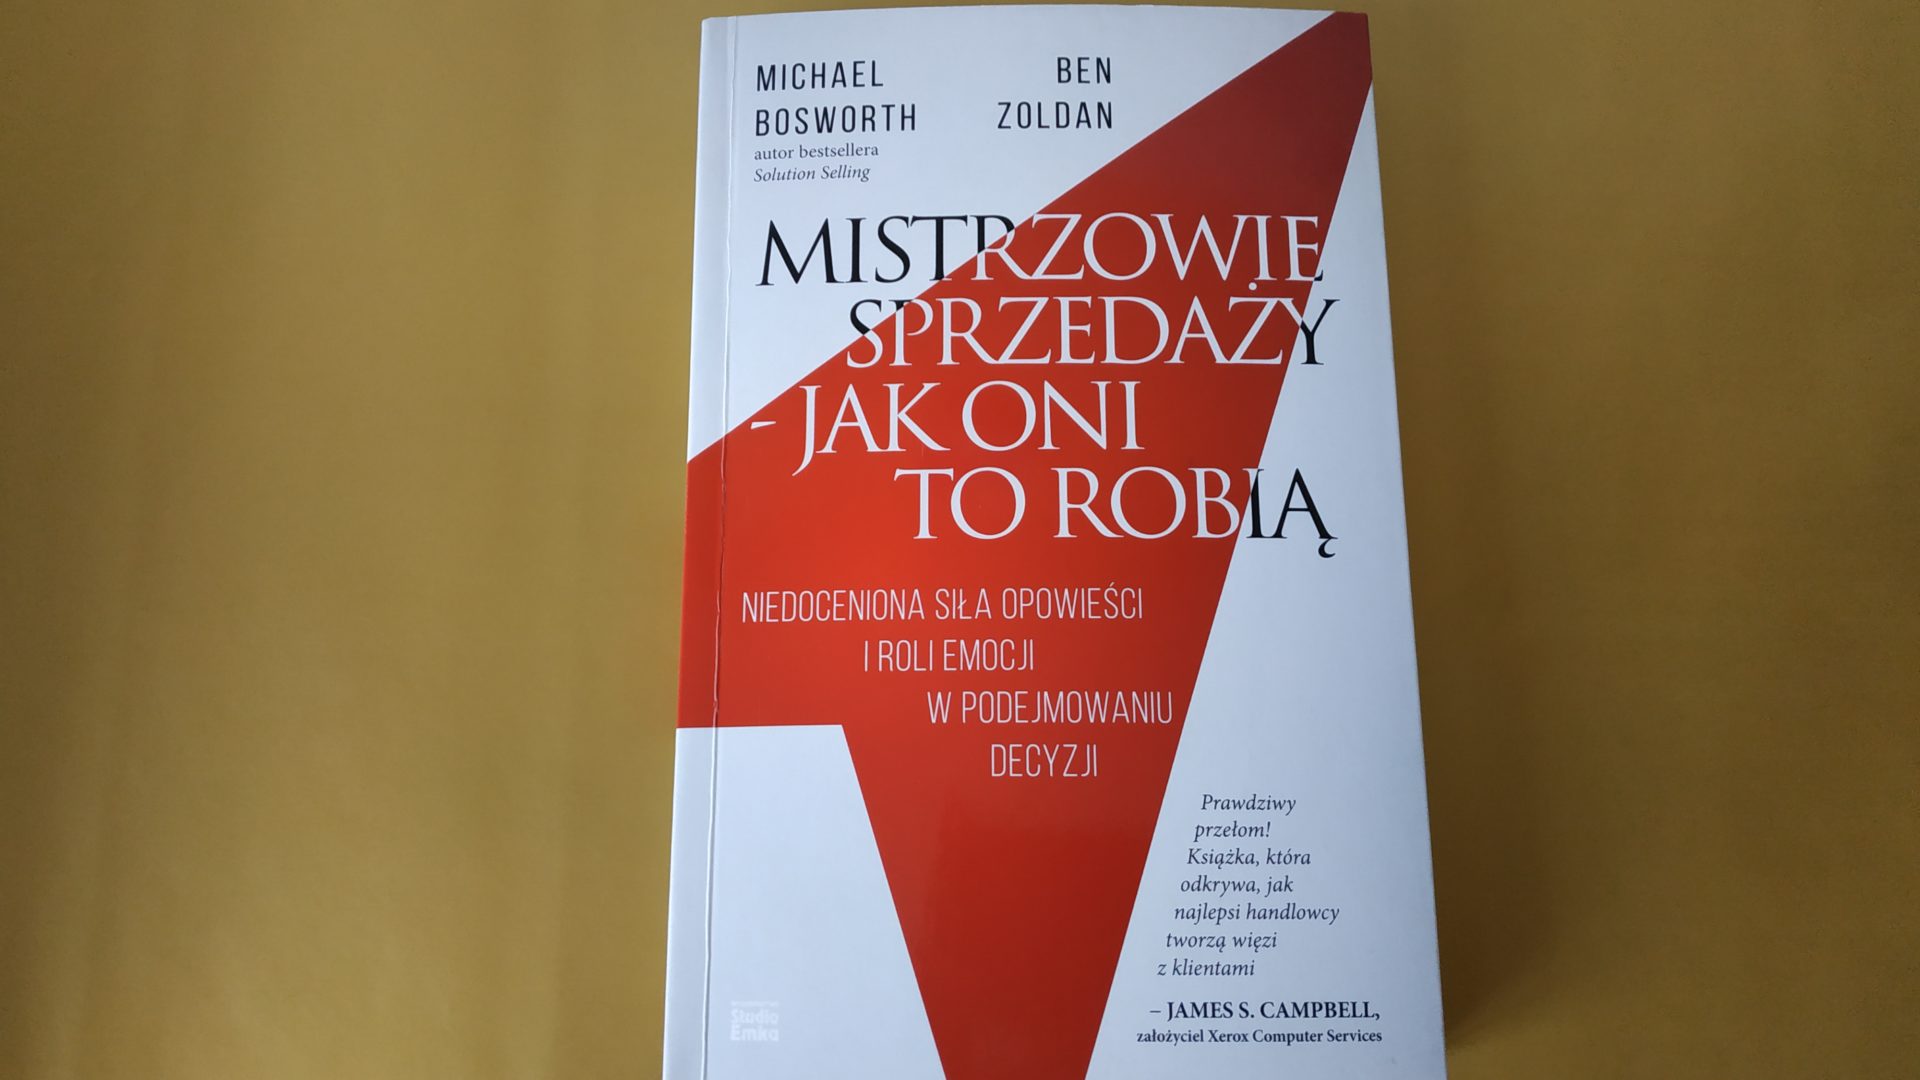 MICHAEL
BOSWORTH
autor bestsellera
Solution Selling
BEN
ZOLDAN
MISTRZOWIE
SPRZEDAŻY
- JAK ONI
TO ROBIĄ
NIEDOCENIONA SIŁA OPOWIEŚCI
I ROLI EMOCJI
W PODEJMOWANIU
DECYZJI
Prawdziwy
przełom!
Książka, która
odkrywa, jak
najlepsi handlowcy
tworzą więzi
z klientami
– JAMES S. CAMPBELL,
założyciel Xerox Computer Services
Studio
Emka